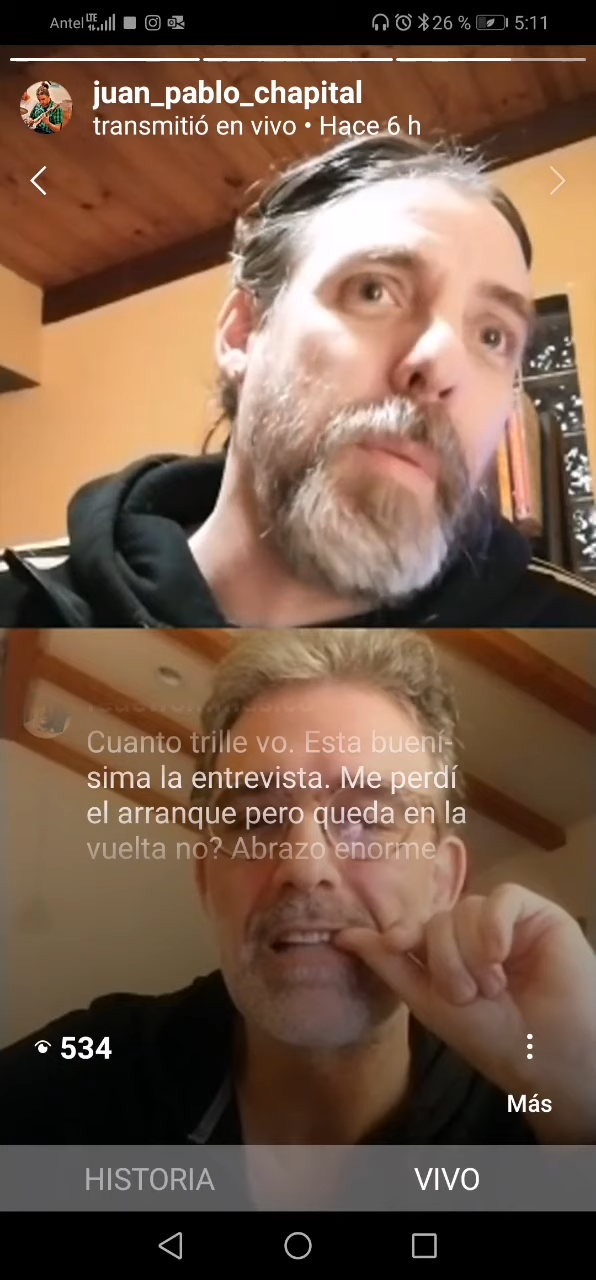 Antel LTE 26 % 5:11
juan_pablo_chapital
transmitió en vivo • Hace 6 h
Cuanto trille vo. Esta buení-
sima la entrevista. Me perdí
el arranque pero queda en la
vuelta no? Abrazo enorme
534
Más
HISTORIA VIVO